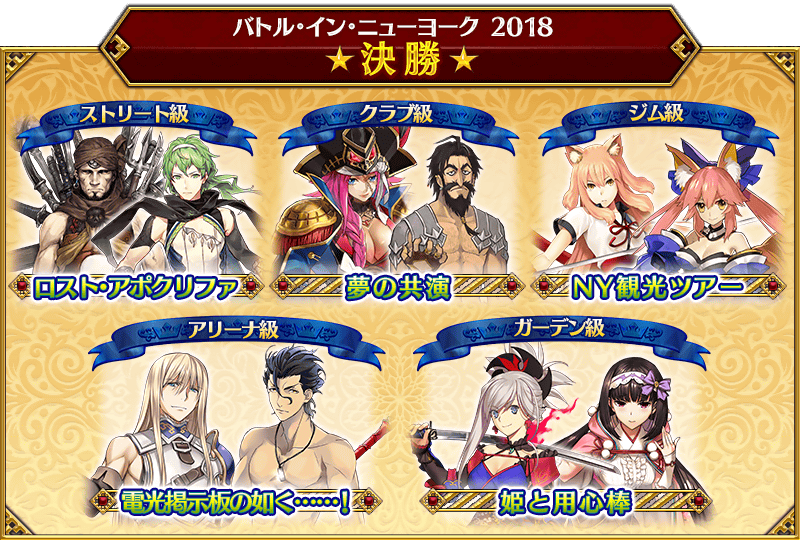 バトル・イン・ニューヨーク 2018
★決勝★
ストリート級
クラブ級
ジム級
ロスト・アポクリファ
夢の共演
NY観光ツアー
アリーナ級
ガーデン級
電光掲示板の如く……!
姫と用心棒